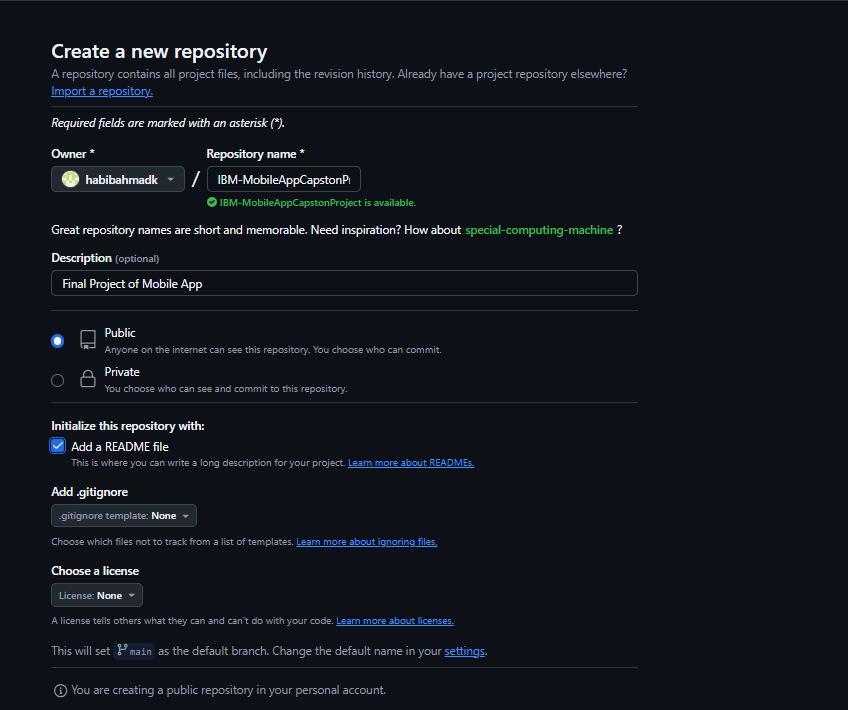 Create a new repository
A repository contains all project files, including the revision history. Already have a project repository elsewhere?
Import a repository.
Required fields are marked with an asterisk (*).
Owner * Repository name *
habibahmadk / IBM-MobileAppCapstonP
IBM-MobileAppCapstonProject is available.
Great repository names are short and memorable. Need inspiration? How about special-computing-machine ?
Description (optional)
Final Project of Mobile App
Public
Anyone on the internet can see this repository. You choose who can commit.
Private
You choose who can see and commit to this repository.
Initialize this repository with:
Add a README file
This is where you can write a long description for your project. Learn more about READMEs.
Add .gitignore
.gitignore template: None
Choose which files not to track from a list of templates. Learn more about ignoring files.
Choose a license
License: None
A license tells others what they can and can't do with your code. Learn more about licenses.
This will set main as the default branch. Change the default name in your settings.
You are creating a public repository in your personal account.